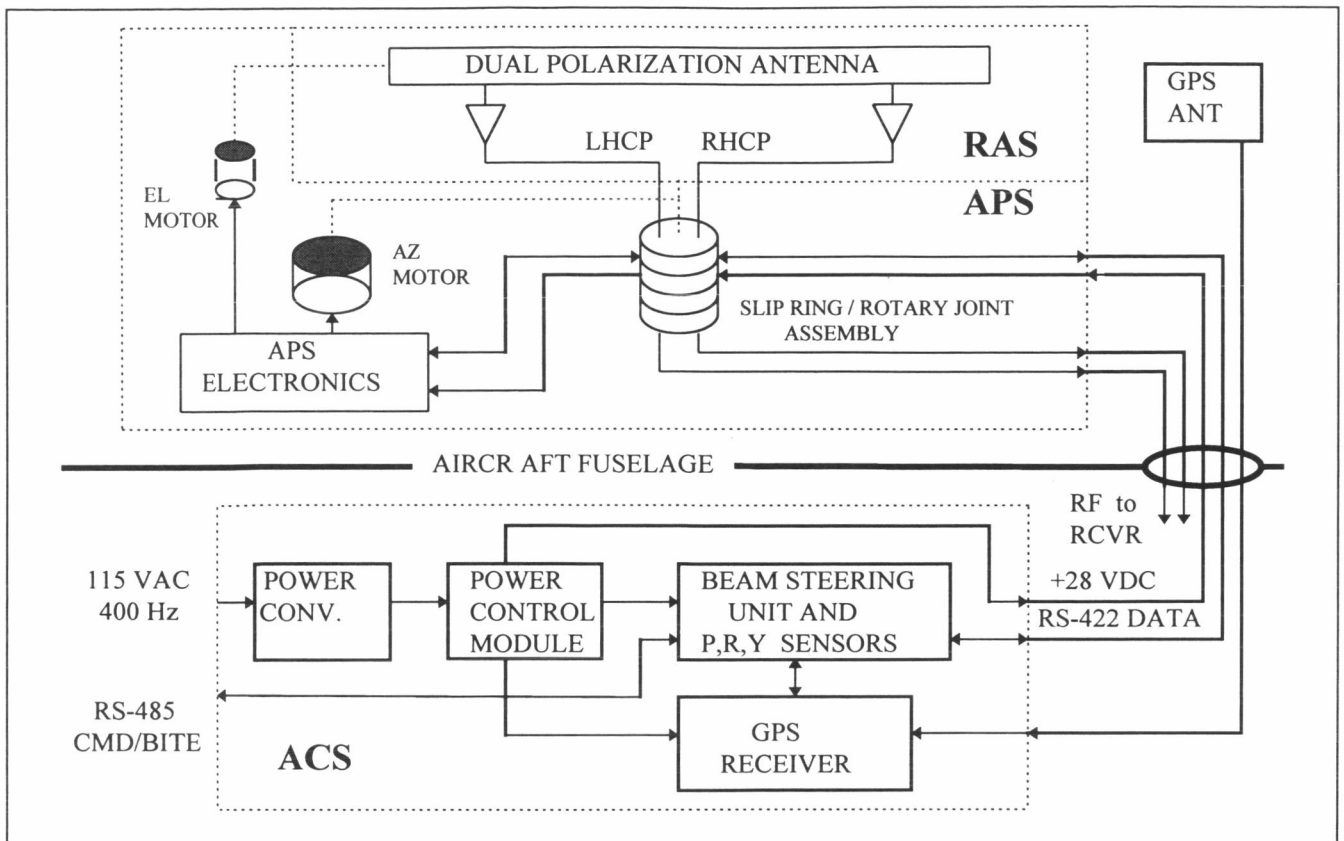 DUAL POLARIZATION ANTENNA
GPS
ANT
LHCP
RHCP
RAS
APS
EL
MOTOR
AZ
MOTOR
SLIP RING / ROTARY JOINT
ASSEMBLY
APS
ELECTRONICS
AIRCR AFT FUSELAGE
RF to
RCVR
115 VAC
400 Hz
POWER
CONV.
POWER
CONTROL
MODULE
BEAM STEERING
UNIT AND
P,R,Y SENSORS
+28 VDC
RS-422 DATA
RS-485
CMD/BITE
ACS
GPS
RECEIVER